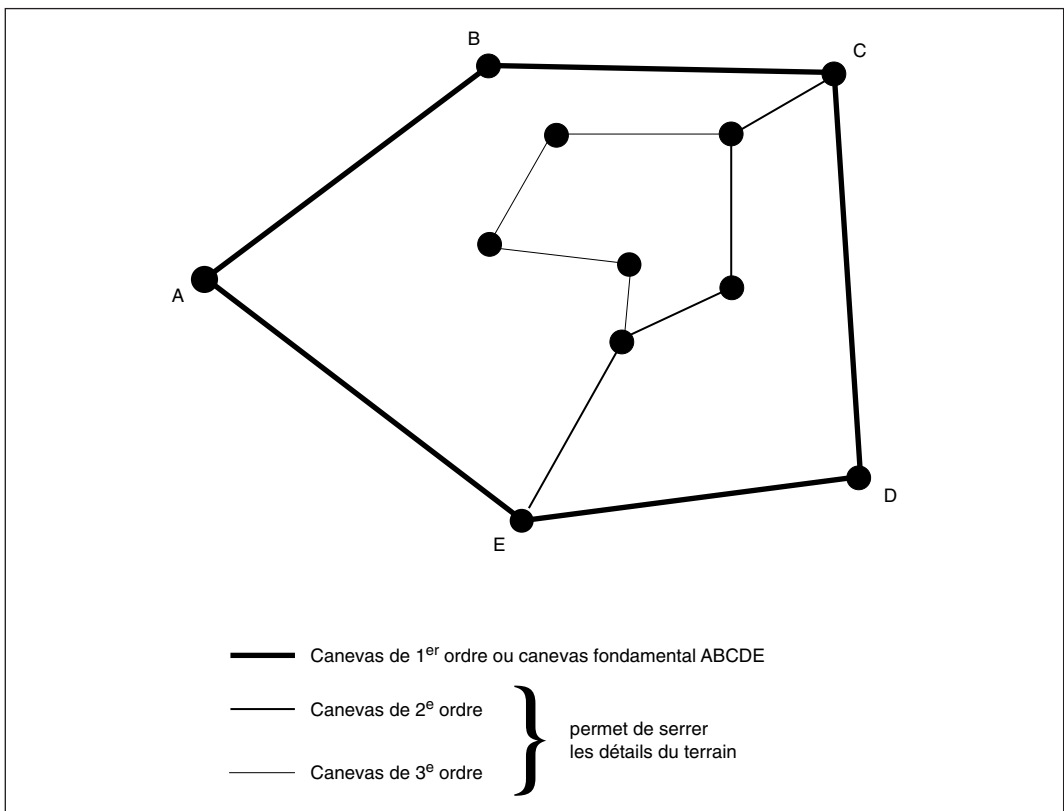 B
C
A
D
E
Canevas de 1er ordre ou canevas fondamental ABCDE
Canevas de 2e ordre
permet de serrer
les détails du terrain
Canevas de 3e ordre